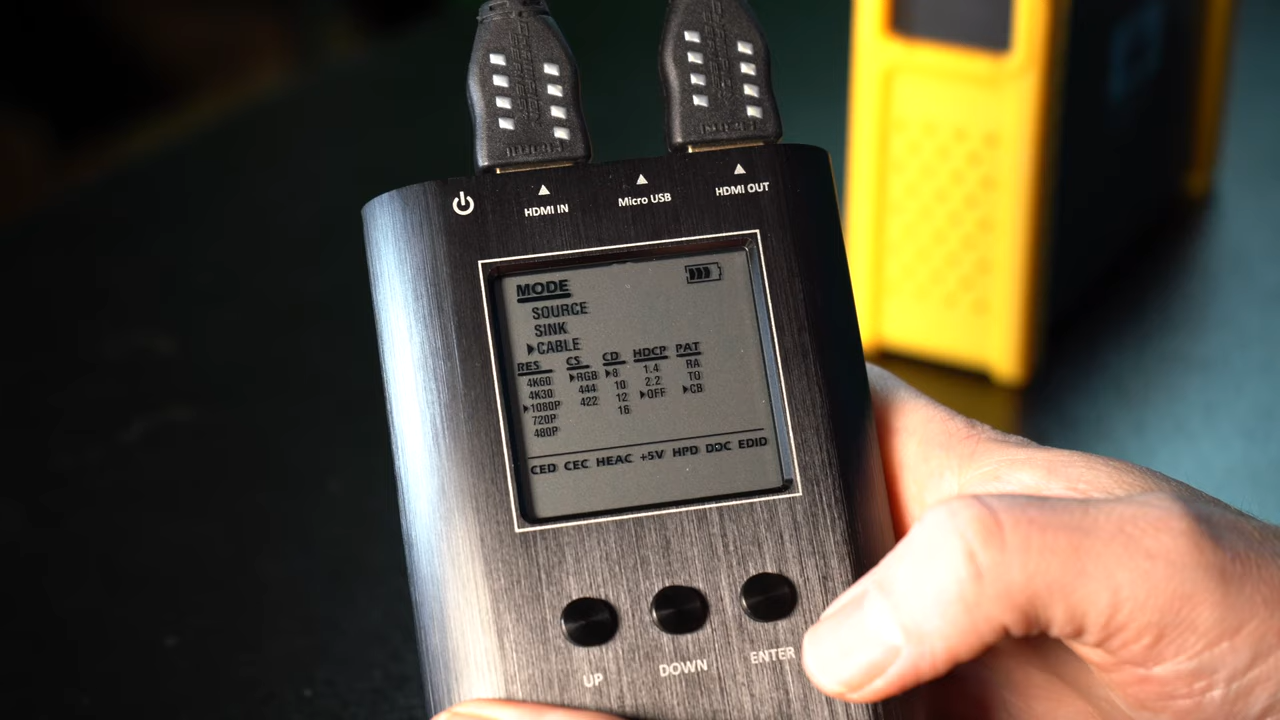 HDMI IN
Micro USB
HDMI OUT
MODE
SOURCE
SINK
CABLE
RES CS CD HDCP PAT
4K60 RGB 8 1.4 RA
4K30 444 10 2.2 TO
1080P 422 12 OFF CB
720P 16
480P
CED CEC HEAC +5V HPD DDC EDID
UP
DOWN
ENTER